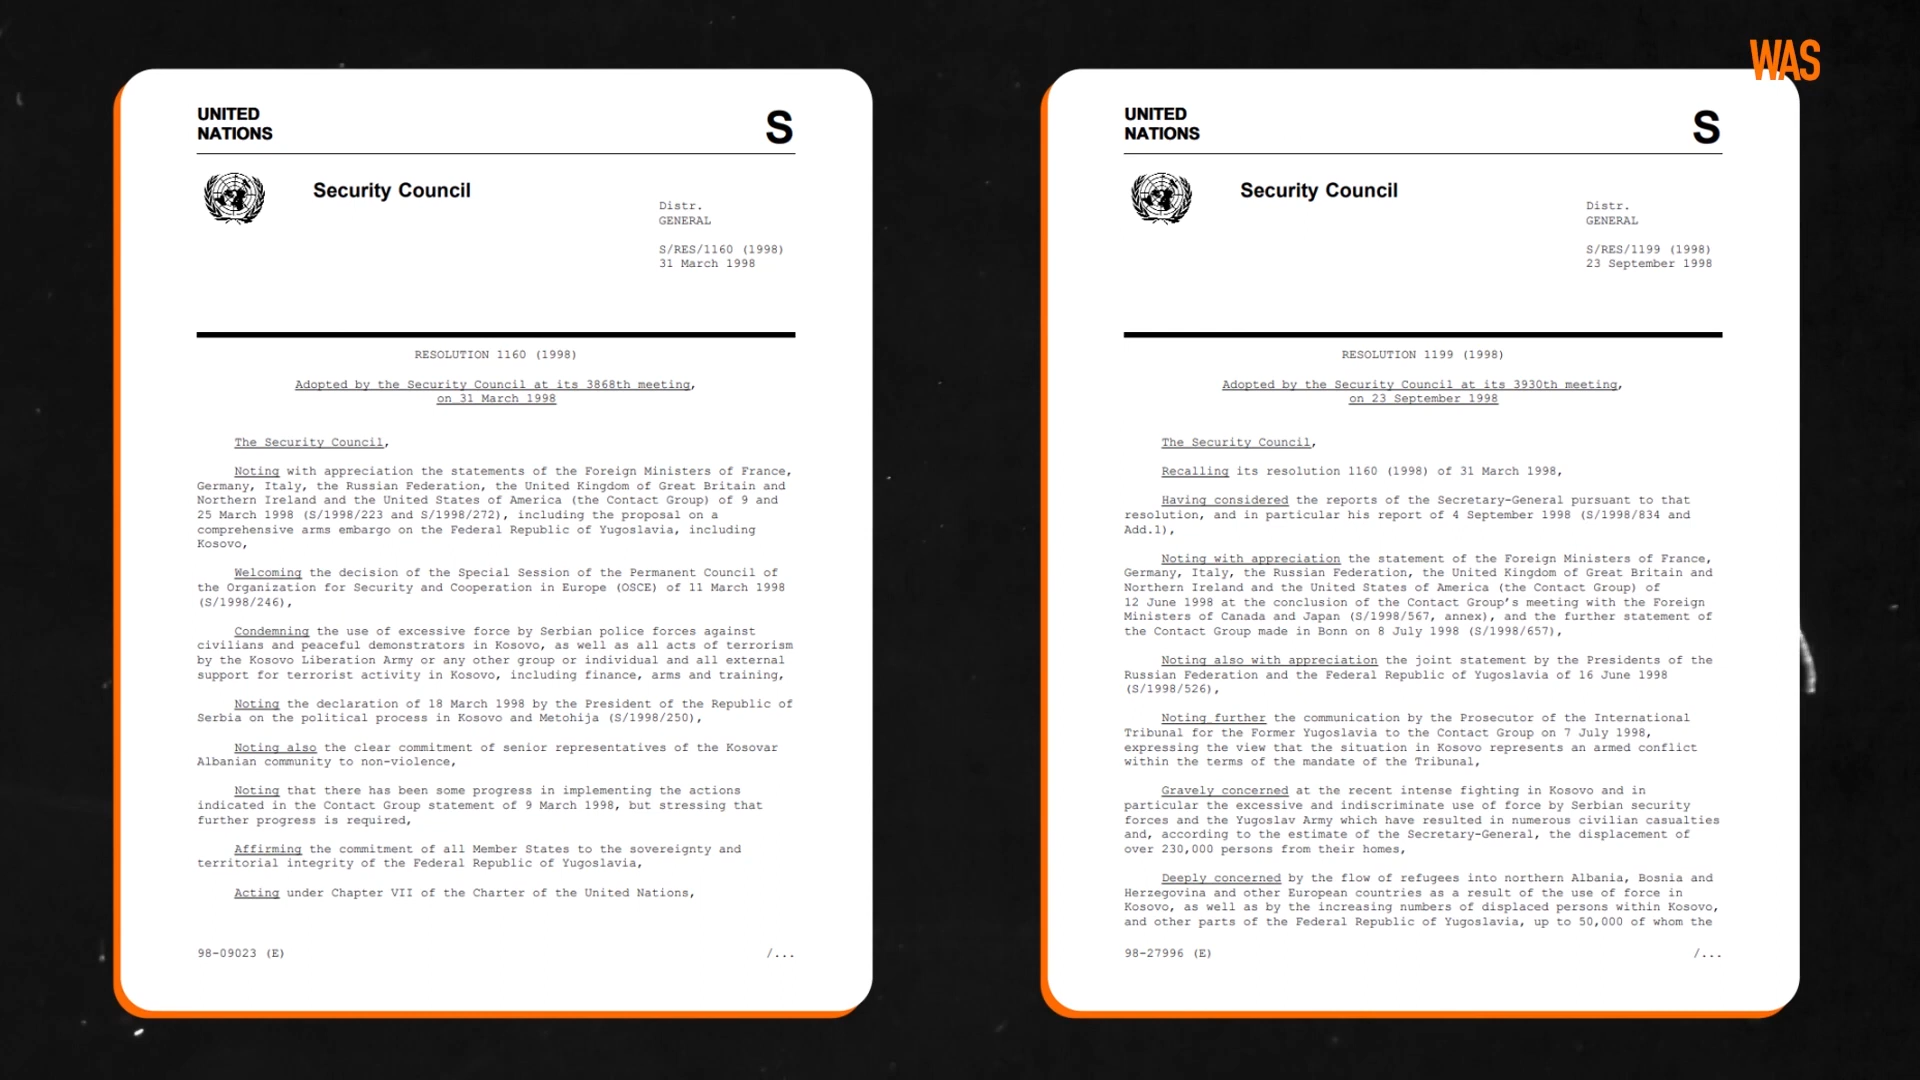 WAS
UNITED
NATIONS
S
Security Council
Distr.
GENERAL
S/RES/1160 (1998)
31 March 1998
RESOLUTION 1160 (1998)
Adopted by the Security Council at its 3868th meeting,
on 31 March 1998
The Security Council,
Noting with appreciation the statements of the Foreign Ministers of France,
Germany, Italy, the Russian Federation, the United Kingdom of Great Britain and
Northern Ireland and the United States of America (the Contact Group) of 9 and
25 March 1998 (S/1998/223 and S/1998/272), including the proposal on a
comprehensive arms embargo on the Federal Republic of Yugoslavia, including
Kosovo,
Welcoming the decision of the Special Session of the Permanent Council of
the Organization for Security and Cooperation in Europe (OSCE) of 11 March 1998
(S/1998/246),
Condemning the use of excessive force by Serbian police forces against
civilians and peaceful demonstrators in Kosovo, as well as all acts of terrorism
by the Kosovo Liberation Army or any other group or individual and all external
support for terrorist activity in Kosovo, including finance, arms and training,
Noting the declaration of 18 March 1998 by the President of the Republic of
Serbia on the political process in Kosovo and Metohija (S/1998/250),
Noting also the clear commitment of senior representatives of the Kosovar
Albanian community to non-violence,
Noting that there has been some progress in implementing the actions
indicated in the Contact Group statement of 9 March 1998, but stressing that
further progress is required,
Affirming the commitment of all Member States to the sovereignty and
territorial integrity of the Federal Republic of Yugoslavia,
Acting under Chapter VII of the Charter of the United Nations,
98-09023 (E)
/...
UNITED
NATIONS
S
Security Council
Distr.
GENERAL
S/RES/1199 (1998)
23 September 1998
RESOLUTION 1199 (1998)
Adopted by the Security Council at its 3930th meeting,
on 23 September 1998
The Security Council,
Recalling its resolution 1160 (1998) of 31 March 1998,
Having considered the reports of the Secretary-General pursuant to that
resolution, and in particular his report of 4 September 1998 (S/1998/834 and
Add.1),
Noting with appreciation the statement of the Foreign Ministers of France,
Germany, Italy, the Russian Federation, the United Kingdom of Great Britain and
Northern Ireland and the United States of America (the Contact Group) of
12 June 1998 at the conclusion of the Contact Group's meeting with the Foreign
Ministers of Canada and Japan (S/1998/567, annex), and the further statement of
the Contact Group made in Bonn on 8 July 1998 (S/1998/657),
Noting also with appreciation the joint statement by the Presidents of the
Russian Federation and the Federal Republic of Yugoslavia of 16 June 1998
(S/1998/526),
Noting further the communication by the Prosecutor of the International
Tribunal for the Former Yugoslavia to the Contact Group on 7 July 1998,
expressing the view that the situation in Kosovo represents an armed conflict
within the terms of the mandate of the Tribunal,
Gravely concerned at the recent intense fighting in Kosovo and in
particular the excessive and indiscriminate use of force by Serbian security
forces and the Yugoslav Army which have resulted in numerous civilian casualties
and, according to the estimate of the Secretary-General, the displacement of
over 230,000 persons from their homes,
Deeply concerned by the flow of refugees into northern Albania, Bosnia and
Herzegovina and other European countries as a result of the use of force in
Kosovo, as well as by the increasing numbers of displaced persons within Kosovo,
and other parts of the Federal Republic of Yugoslavia, up to 50,000 of whom the
98-27996 (E)
/...